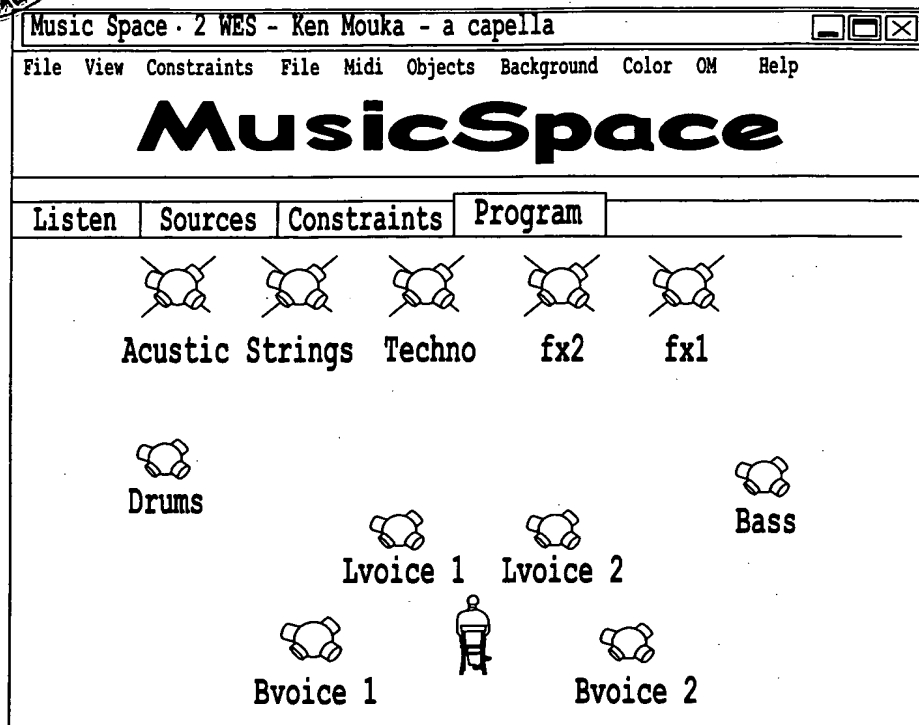 Music Space · 2 WES - Ken Mouka - a capella
File View Constraints File Midi Objects Background Color OM Help
MusicSpace
Listen Sources Constraints Program
Acustic Strings Techno fx2 fx1
Drums
Bass
Lvoice 1 Lvoice 2
Bvoice 1 Bvoice 2